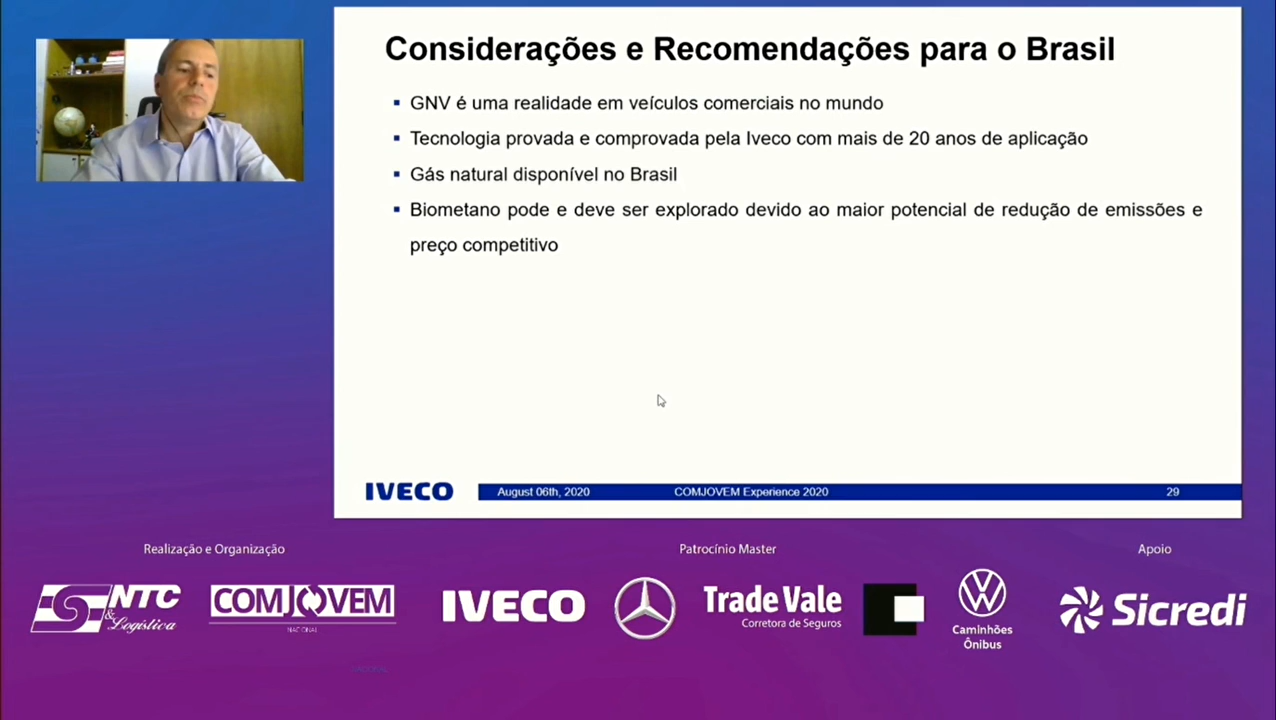 Considerações e Recomendações para o Brasil
GNV é uma realidade em veículos comerciais no mundo
Tecnologia provada e comprovada pela Iveco com mais de 20 anos de aplicação
Gás natural disponível no Brasil
Biometano pode e deve ser explorado devido ao maior potencial de redução de emissões e
preço competitivo
IVECO
August 06th, 2020
COMJOVEM Experience 2020
29
Realização e Organização
Patrocínio Master
Apoio
NTC
& Logística
COMJOVEM
NACIONAL
IVECO
Trade Vale
Corretora de Seguros
Caminhões
Ônibus
Sicredi